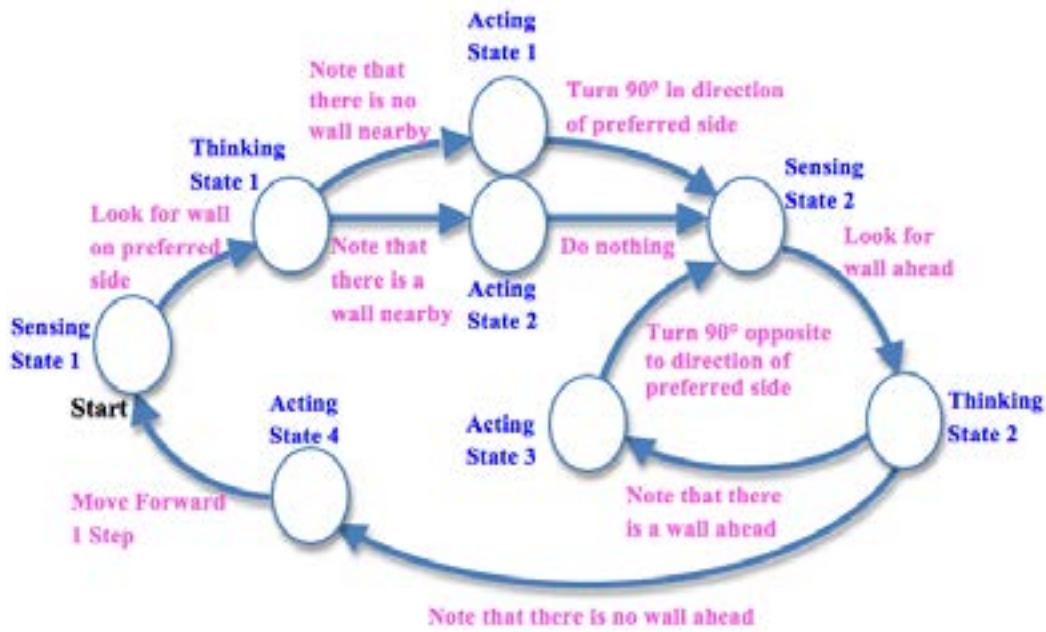 Acting
State 1
Note that
there is no
wall nearby
Turn 90° in direction
of preferred side
Thinking
State 1
Sensing
State 2
Look for wall
on preferred
side
Note that
there is a
wall nearby
Do nothing
Look for
wall ahead
Acting
State 2
Sensing
State 1
Turn 90° opposite
to direction of
preferred side
Start
Acting
State 4
Acting
State 3
Thinking
State 2
Move Forward
1 Step
Note that there
is a wall ahead
Note that there is no wall ahead